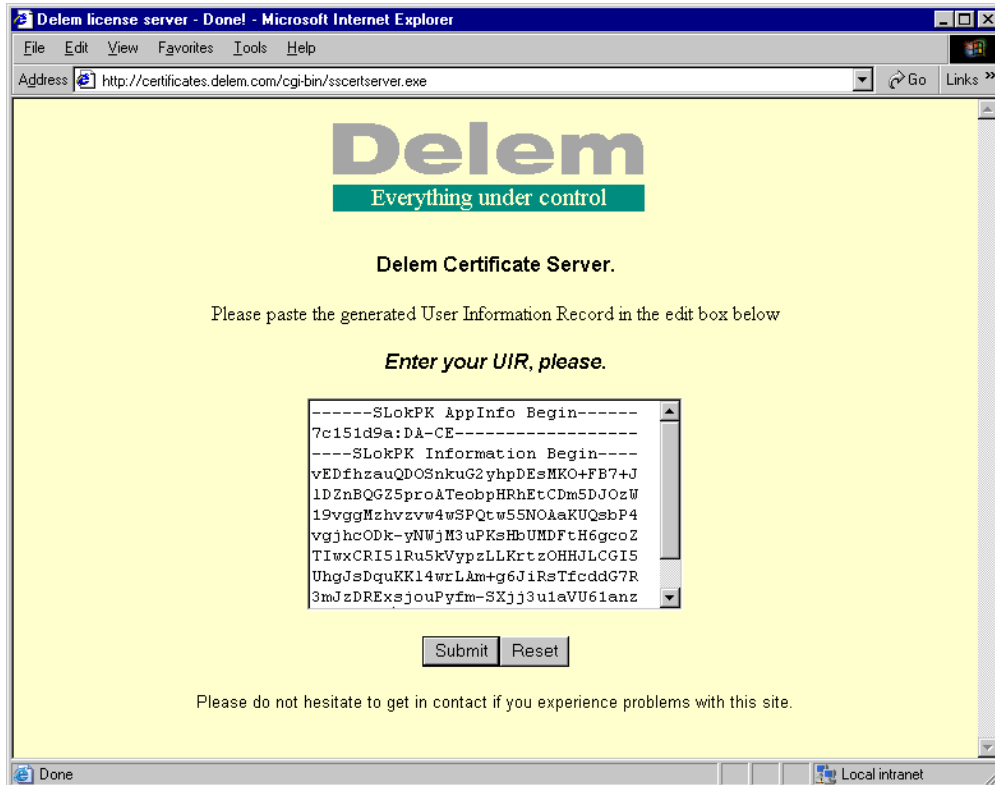 Delem license server - Done! - Microsoft Internet Explorer
File Edit View Favorites Tools Help
Address http://certificates.delem.com/cgi-bin/sscertserver.exe Go Links »
Delem
Everything under control
Delem Certificate Server.
Please paste the generated User Information Record in the edit box below
Enter your UIR, please.
------SLokPK AppInfo Begin------
7c151d9a:DA-CE------------------
----SLokPK Information Begin----
vEDfhzauQDOSnkuG2yhpDEsMKO+FB7+J
lDZnBQGZ5proATeobpHRhEtCDm5DJOzW
19vggMzhvzvw4wSPQtw55NOAaKUQsbP4
vgjhcODk-yNWjM3uPKsHbUMDFtH6gcoZ
TIwxCRI51Ru5kVypzLLKrtzOHHJLCGI5
UhgJsDquKK14wrLAm+g6JiRsTfcddG7R
3mJzDRExsjouPyfm-SXjj3u1aVU61anz
Submit Reset
Please do not hesitate to get in contact if you experience problems with this site.
Done Local intranet